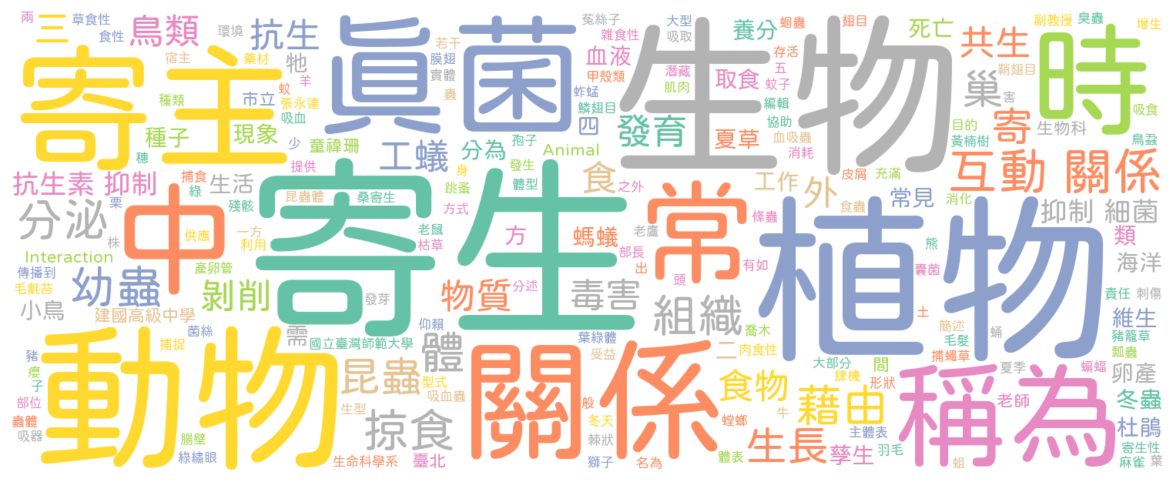 寄主
眞菌
生物
時
三
鳥類
抗生
血液
養分
死亡
共生
兩
草食性
食性
環境
宿主
藥材
牠
羊
若干
膜翅
實體
蟲
菟絲子
雜食性
甲殼類
大型
吸取
翅目
蛔蟲
存活
潛藏
肌肉
取食
五
蚊子
副教授
臭蟲
增生
鞘翅目
害
巢
吸食
種類
市立
蚊
張永達
吸血
種子
現象
童禕珊
穗
少
提供
工蟻
分為
孢子
Animal
蚱蜢
鱗翅目
四
發育
夏草
編輯
協助
血吸蟲
消耗
寄
目的
黃楠樹
生物科
鳥蝨
互動 關係
抗生素 抑制
捕食
綠
生活
栗
殘骸
昆蟲體
桑寄生
身
跳蚤
方式
發生
體型
之外
食
皮屑
充滿
工作
外
食蟲
常見
消化
抑制 細菌
分泌
株
中
供應
一方
利用
寄生
老鼠
枯草
方
螞蟻
常
條蟲
老鷹
部長
出
頭
有如
植物
熊
囊菌
類
海洋
Interaction
傳播到
毛氈苔
幼蟲
產卵管
剝削
發芽
物質
分述
毒害
組織
土
責任
刺傷
小鳥
建國高級中學
菌絲
需
仰賴
國立臺灣師範大學
體
葉綠體
受益
喬木
二
肉食性
大部分
間
簡述
毛髮
捕蠅草
蛹
維生
豬籠草
瓢蟲
豬
瘿
子
捕捉
動物
昆蟲
型式
吸血蟲
關係
食物
肆機
形狀
藉由
稱為
夏季
蝙蝠
卵產
老師
冬蟲
部位
蟲體
吸器
腸壁
綠繡眼
生型
掠食
臺北
生命科學系
般
冬天
棘狀
獅子
名為
螳螂
體表
牛
主體表
生長
孳生
羽毛
蛆
杜鵑
寄生性
麻雀
葉